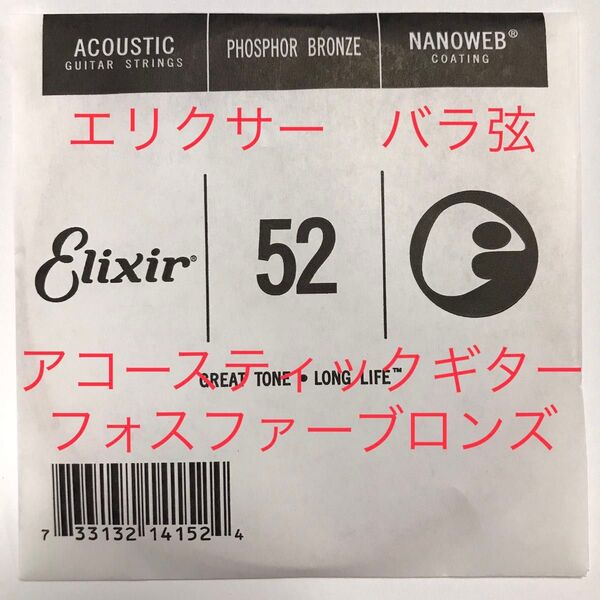 ACOUSTIC
GUITAR STRINGS
PHOSPHOR BRONZE
NANOWEB®
COATING
エリクサー　バラ弦
Elixir®
52
アコースティックギター
GREAT TONE • LONG LIFE™
フォスファーブロンズ
7 33132 14152 4